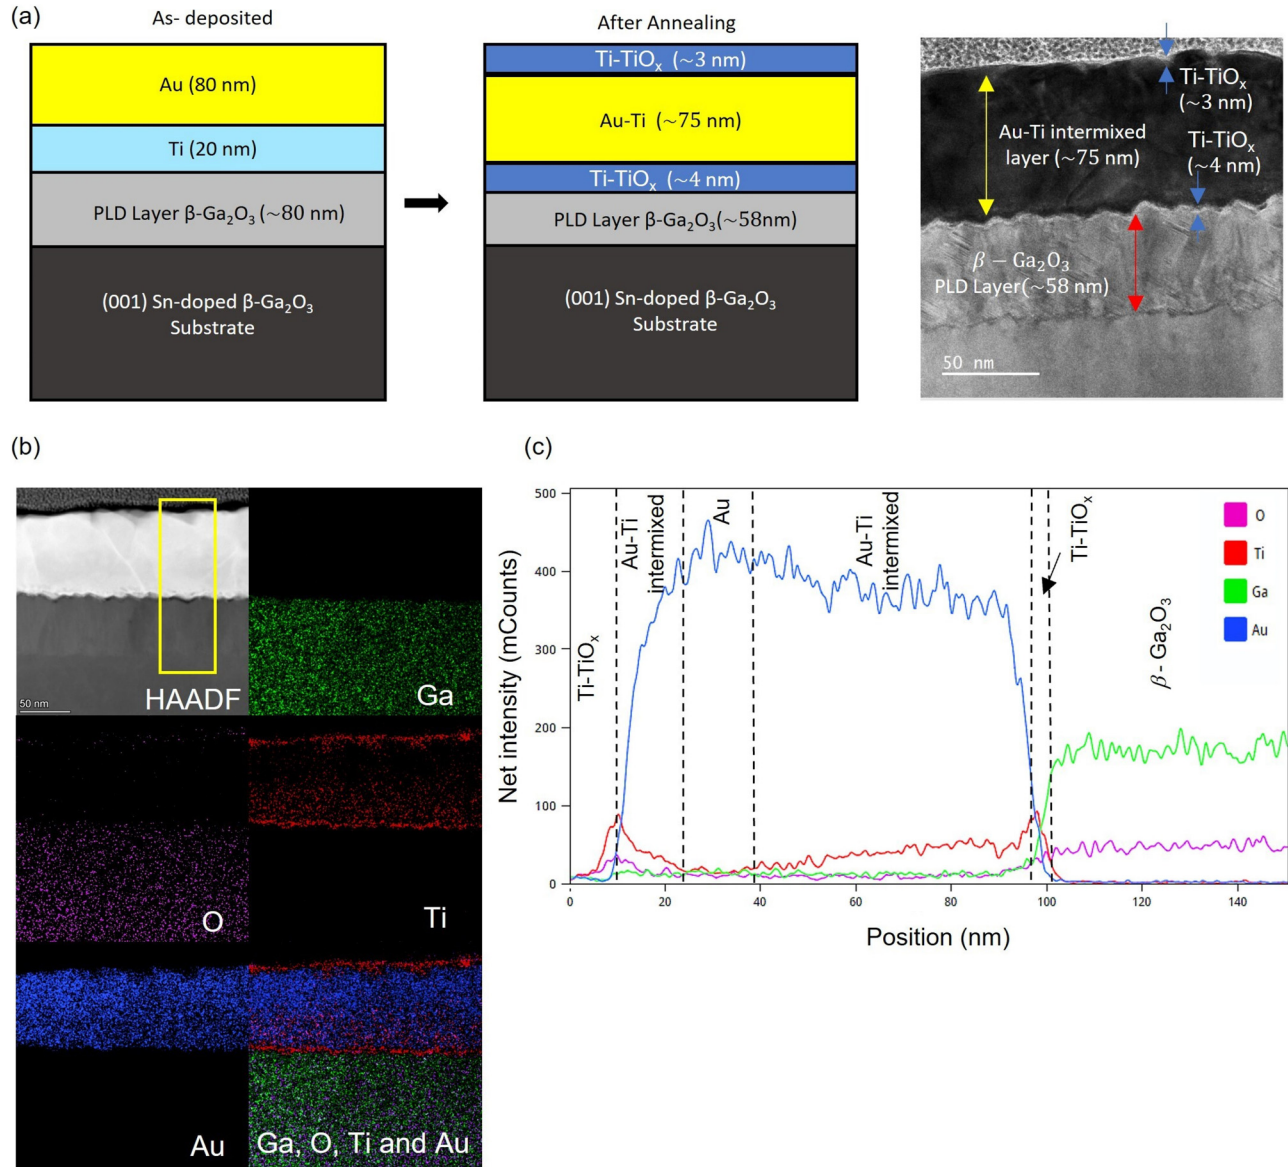 (a)
As- deposited
Au (80 nm)
Ti (20 nm)
PLD Layer β-Ga₂O₃ (~80 nm)
(001) Sn-doped β-Ga₂O₃
Substrate
After Annealing
Ti-TiOₓ (~3 nm)
Au-Ti (~75 nm)
Ti-TiOₓ (~4 nm)
PLD Layer β-Ga₂O₃(~58nm)
(001) Sn-doped β-Ga₂O₃
Substrate
Ti-TiOₓ
(~3 nm)
Au-Ti intermixed
layer (~75 nm)
Ti-TiOₓ
(~4 nm)
β − Ga₂O₃
PLD Layer(~58 nm)
50 nm
(b)
50 nm
HAADF
Ga
O
Ti
Au
Ga, O, Ti and Au
(c)
Net intensity (mCounts)
500
400
300
200
100
0
0
20
40
60
80
100
120
140
Position (nm)
Ti-TiOₓ
Au-Ti
intermixed
Au
Au-Ti
intermixed
Ti-TiOₓ
β- Ga₂O₃
O
Ti
Ga
Au